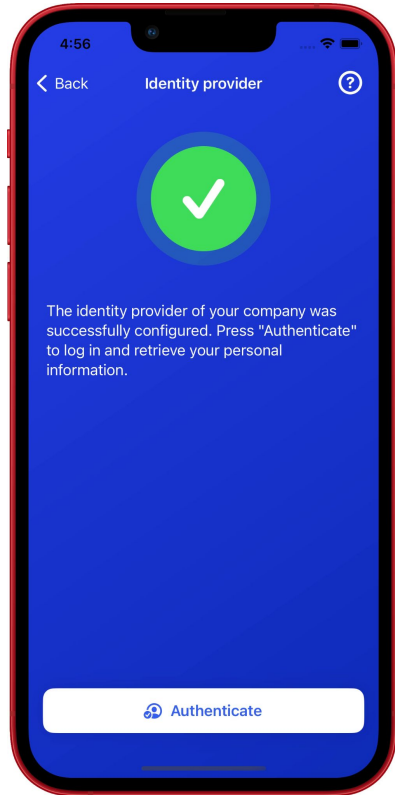 4:56
Back
Identity provider
?
The identity provider of your company was
successfully configured. Press "Authenticate"
to log in and retrieve your personal
information.
Authenticate